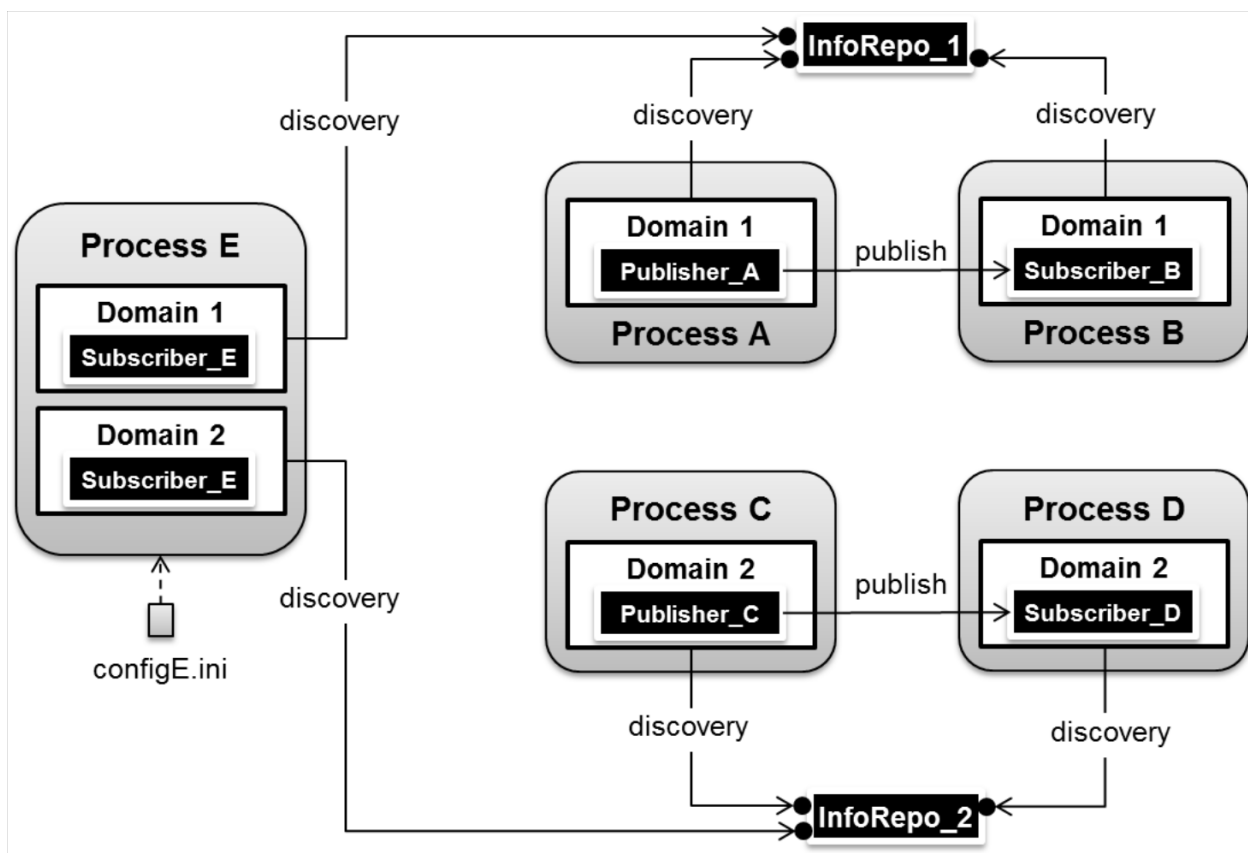 InfoRepo_1
discovery
discovery
discovery
Process E
Domain 1
Subscriber_E
Domain 2
Subscriber_E
configE.ini
Domain 1
Publisher_A
Process A
publish
Domain 1
Subscriber_B
Process B
Process C
Domain 2
Publisher_C
publish
Process D
Domain 2
Subscriber_D
discovery
discovery
discovery
InfoRepo_2